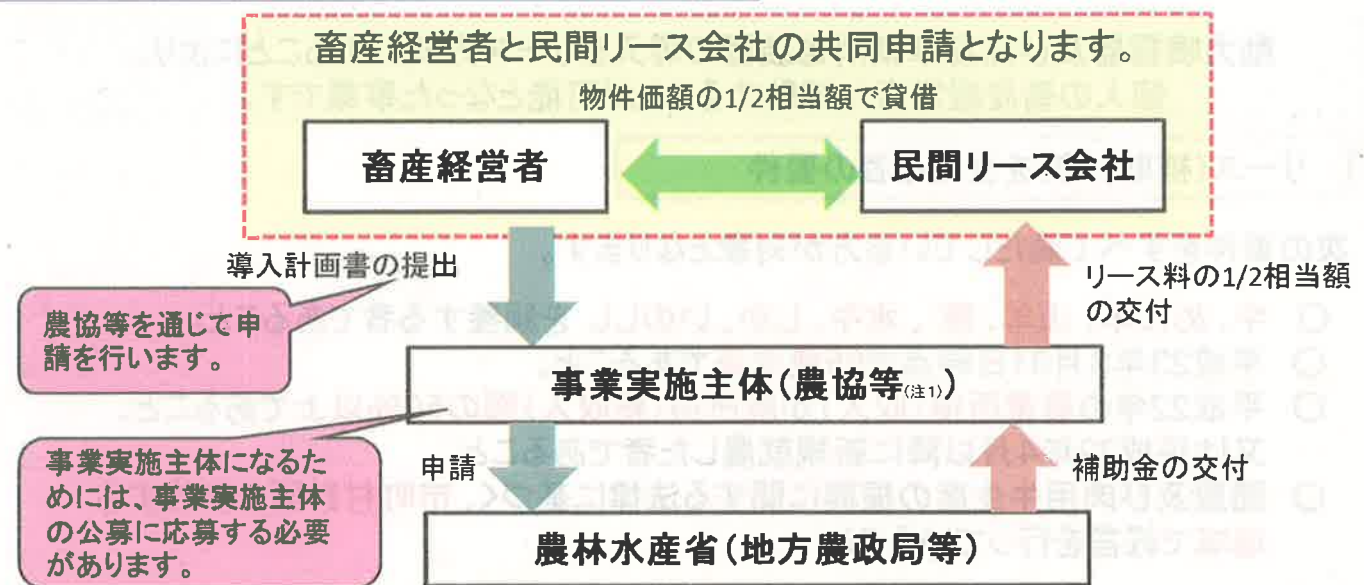 畜産経営者と民間リース会社の共同申請となります。
物件価額の1/2相当額で貸借
畜産経営者
民間リース会社
導入計画書の提出
リース料の1/2相当額
の交付
農協等を通じて申
請を行います。
事業実施主体(農協等(注1))
事業実施主体になるた
めには、事業実施主体
の公募に応募する必要
があります。
申請
補助金の交付
農林水産省(地方農政局等)